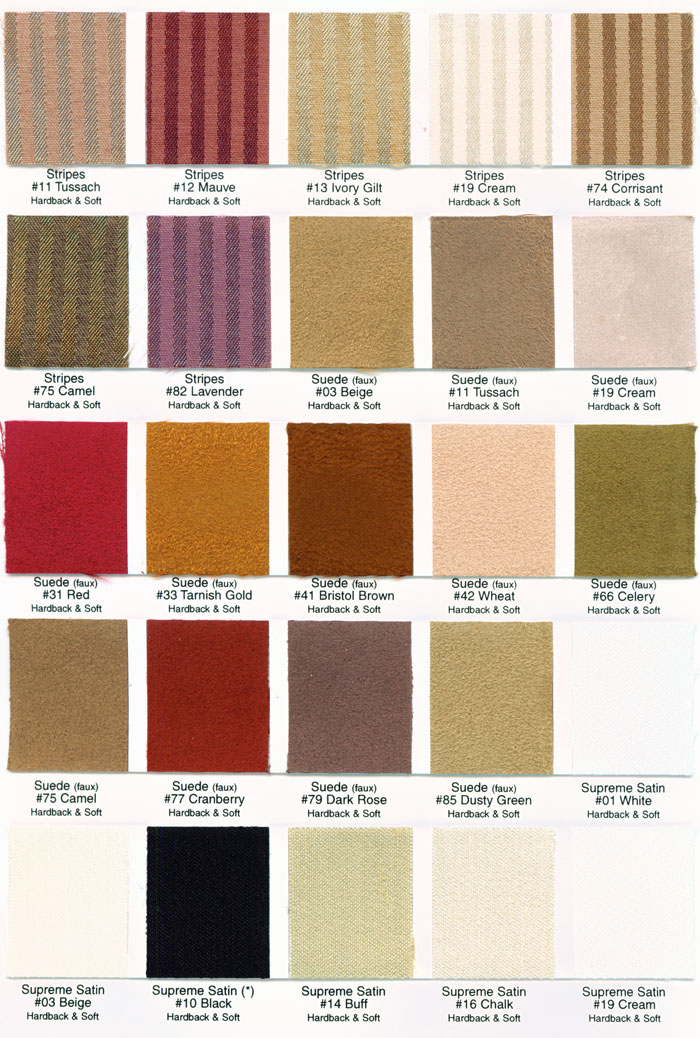 Stripes
#11 Tussach
Hardback & Soft
Stripes
#12 Mauve
Hardback & Soft
Stripes
#13 Ivory Gilt
Hardback & Soft
Stripes
#19 Cream
Hardback & Soft
Stripes
#74 Corrisant
Hardback & Soft
Stripes
#75 Camel
Hardback & Soft
Stripes
#82 Lavender
Hardback & Soft
Suede (faux)
#03 Beige
Hardback & Soft
Suede (faux)
#11 Tussach
Hardback & Soft
Suede (faux)
#19 Cream
Hardback & Soft
Suede (faux)
#31 Red
Hardback & Soft
Suede (faux)
#33 Tarnish Gold
Hardback & Soft
Suede (faux)
#41 Bristol Brown
Hardback & Soft
Suede (faux)
#42 Wheat
Hardback & Soft
Suede (faux)
#66 Celery
Hardback & Soft
Suede (faux)
#75 Camel
Hardback & Soft
Suede (faux)
#77 Cranberry
Hardback & Soft
Suede (faux)
#79 Dark Rose
Hardback & Soft
Suede (faux)
#85 Dusty Green
Hardback & Soft
Supreme Satin
#01 White
Hardback & Soft
Supreme Satin
#03 Beige
Hardback & Soft
Supreme Satin (*)
#10 Black
Hardback & Soft
Supreme Satin
#14 Buff
Hardback & Soft
Supreme Satin
#16 Chalk
Hardback & Soft
Supreme Satin
#19 Cream
Hardback & Soft